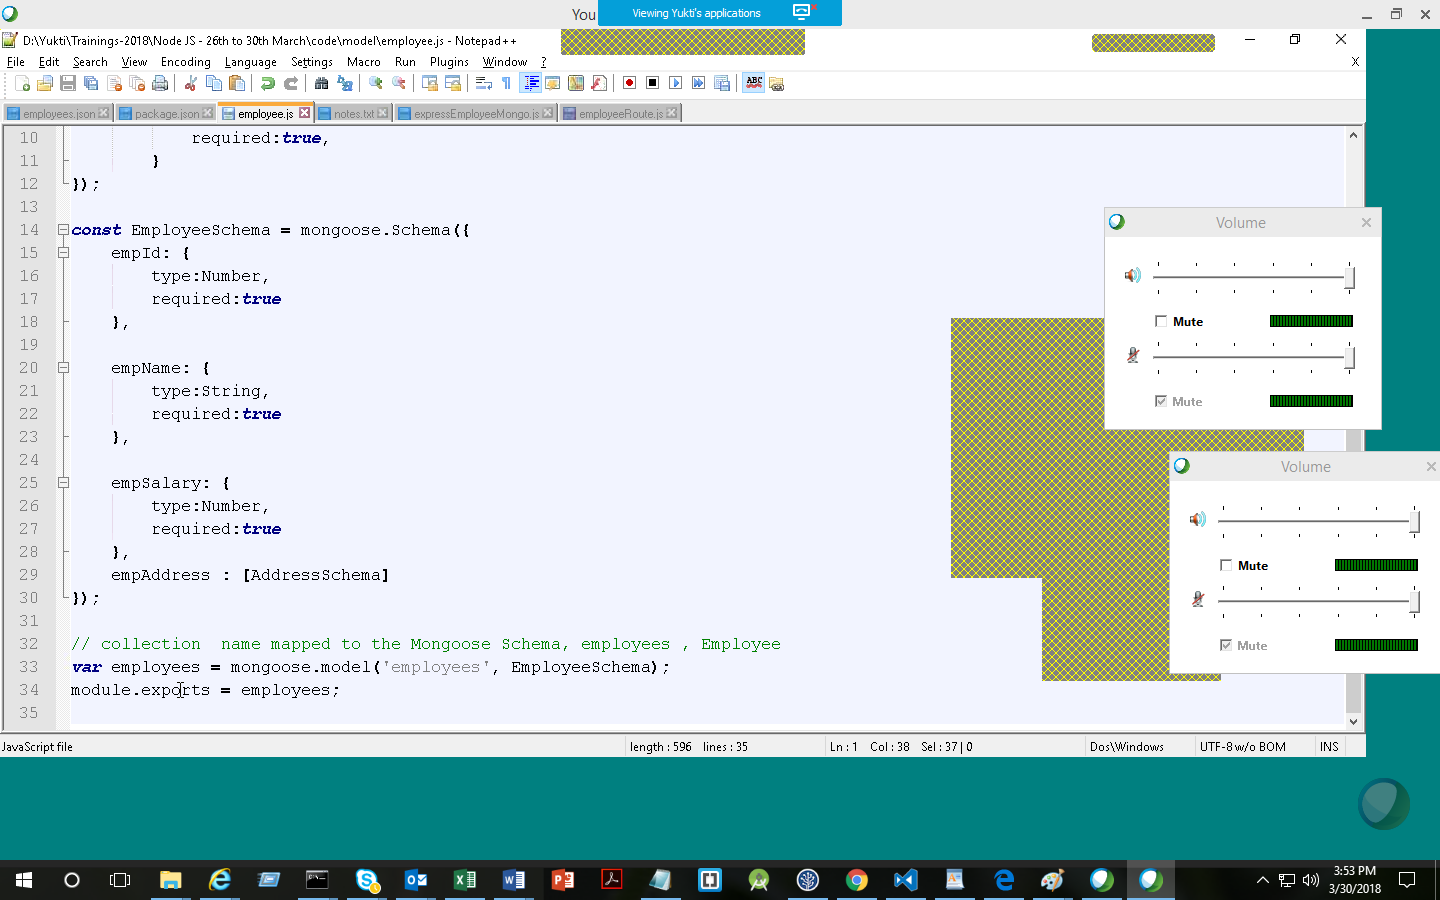 You
Viewing Yukti's applications
D:\Yukti\Trainings-2018\Node JS - 26th to 30th March\code\model\employee.js - Notepad++
File Edit Search View Encoding Language Settings Macro Run Plugins Window ? X
employees.json package.json employee.js notes.txt expressEmployeeMongo.js employeeRoute.js
10 required:true,
11 }
12 });
13
14 const EmployeeSchema = mongoose.Schema({
15 empId: {
16 type:Number,
17 required:true
18 },
19
20 empName: {
21 type:String,
22 required:true
23 },
24
25 empSalary: {
26 type:Number,
27 required:true
28 },
29 empAddress : [AddressSchema]
30 });
31
32 // collection  name mapped to the Mongoose Schema, employees , Employee
33 var employees = mongoose.model('employees', EmployeeSchema);
34 module.exports = employees;
35
Volume
Mute
Mute
Volume
Mute
Mute
JavaScript file length : 596 lines : 35 Ln : 1 Col : 38 Sel : 37 | 0 Dos\Windows UTF-8 w/o BOM INS
3:53 PM
3/30/2018